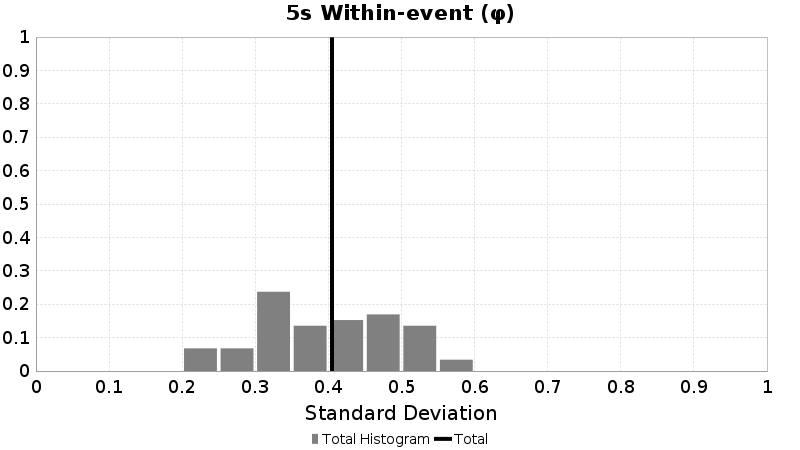 5s Within-event (φ)
1
0.9
0.8
0.7
0.6
0.5
0.4
0.3
0.2
0.1
0
0 0.1 0.2 0.3 0.4 0.5 0.6 0.7 0.8 0.9 1
Standard Deviation
Total Histogram Total